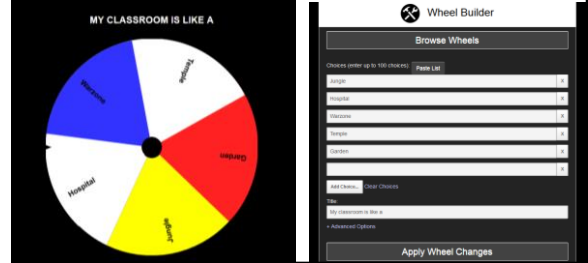 MY CLASSROOM IS LIKE A
Temple
Warzone
Garden
Hospital
Jungle
Wheel Builder
Browse Wheels
Choices (enter up to 100 choices) Paste List
Jungle X
Hospital X
Warzone X
Temple X
Garden X
X
Add Choice... Clear Choices
Title
My classroom is like a
» Advanced Options
Apply Wheel Changes